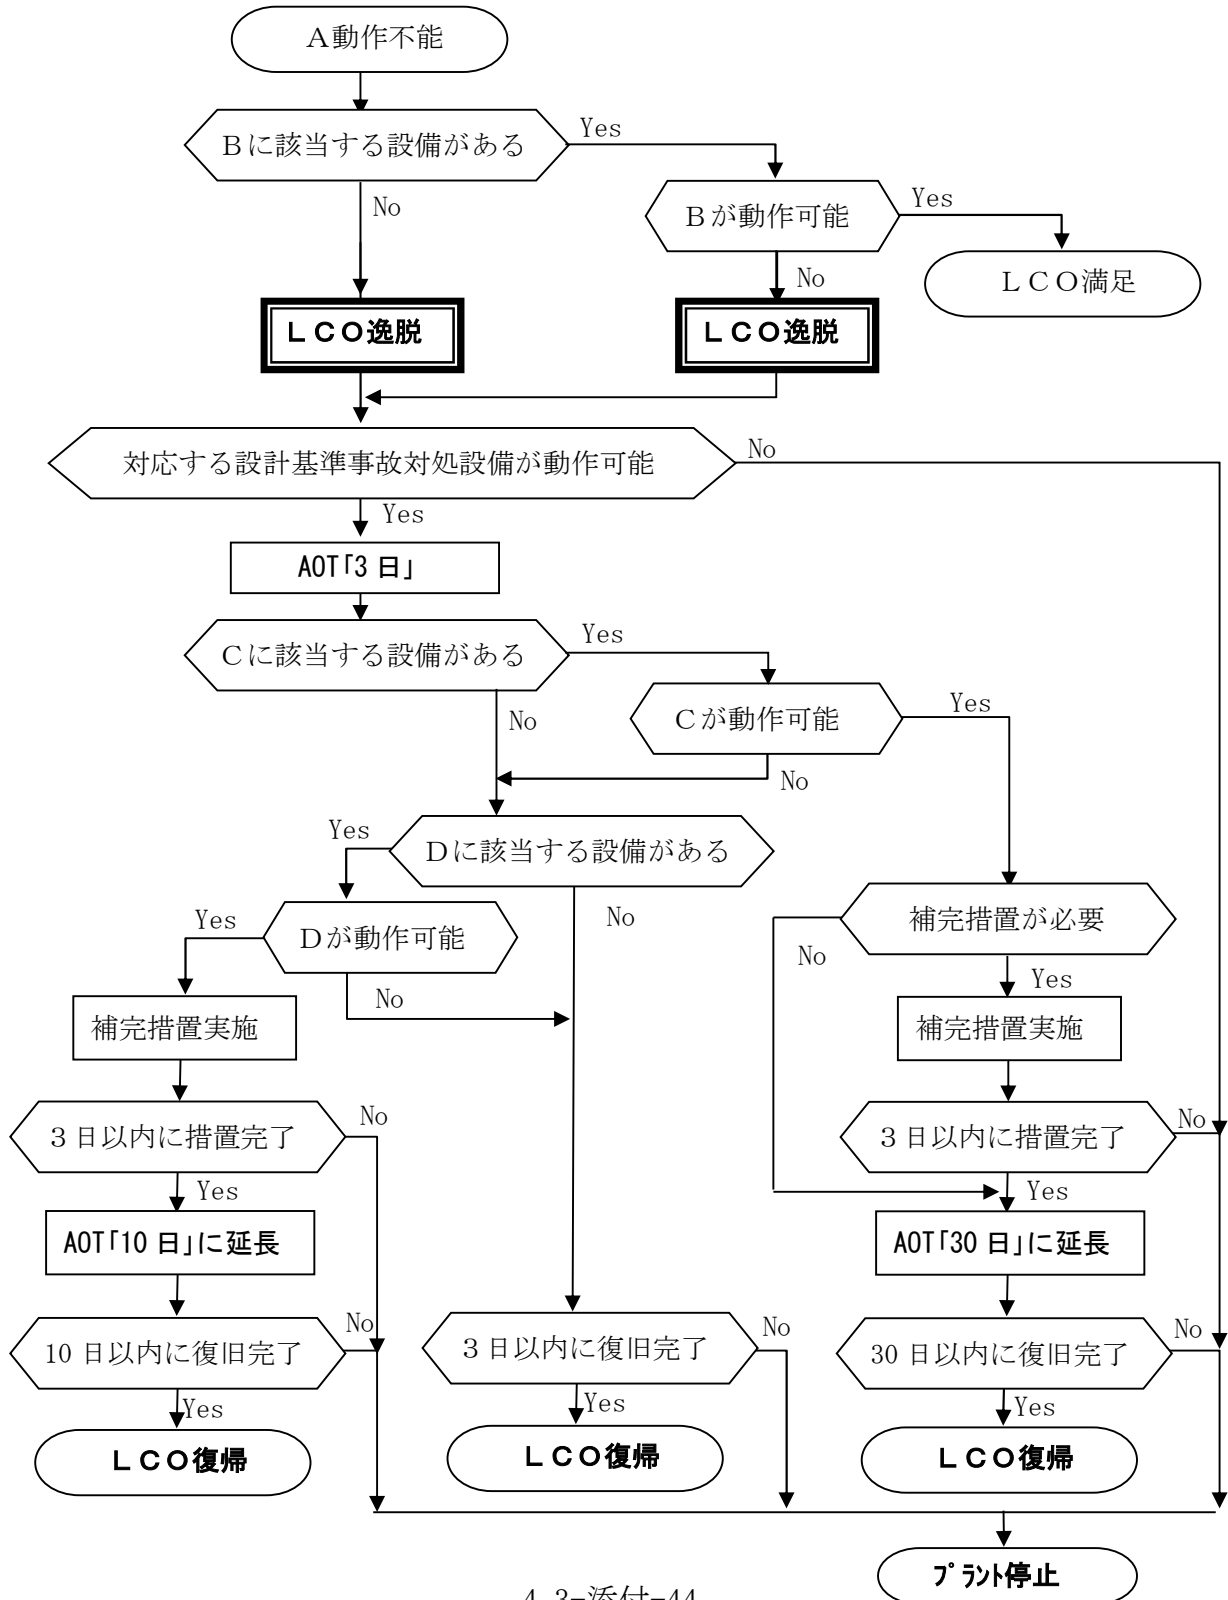 Ａ動作不能
Ｂに該当する設備がある
Yes
No
Ｂが動作可能
Yes
No
ＬＣＯ満足
ＬＣＯ逸脱
ＬＣＯ逸脱
対応する設計基準事故対処設備が動作可能
No
Yes
AOT｢3 日｣
Ｃに該当する設備がある
Yes
No
Ｃが動作可能
Yes
No
Ｄに該当する設備がある
Yes
No
Ｄが動作可能
Yes
No
補完措置が必要
No
Yes
補完措置実施
補完措置実施
３日以内に措置完了
No
Yes
３日以内に措置完了
No
Yes
AOT｢10 日｣に延長
AOT｢30 日｣に延長
10 日以内に復旧完了
No
Yes
３日以内に復旧完了
No
Yes
30 日以内に復旧完了
No
Yes
ＬＣＯ復帰
ＬＣＯ復帰
ＬＣＯ復帰
ﾌﾟﾗﾝﾄ停止
4.3-添付-44